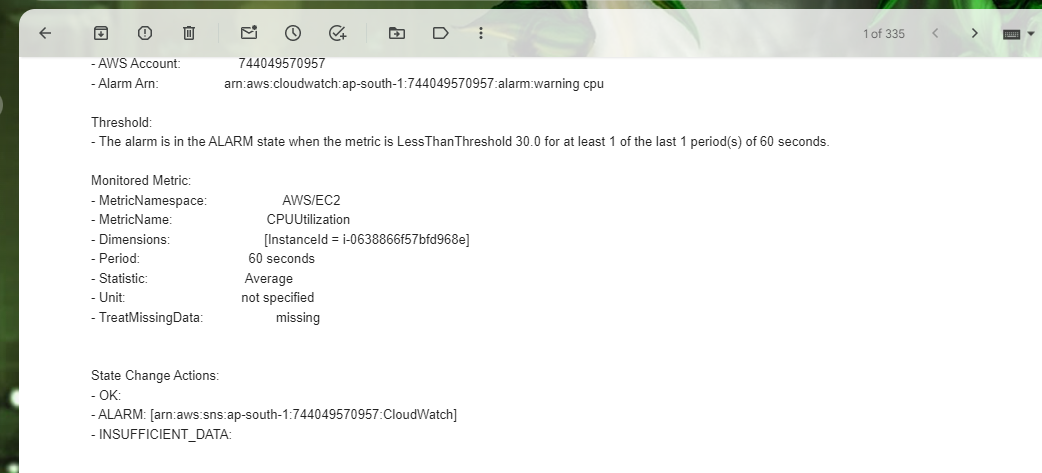 1 of 335
- AWS Account: 744049570957
- Alarm Arn: arn:aws:cloudwatch:ap-south-1:744049570957:alarm:warning cpu
Threshold:
- The alarm is in the ALARM state when the metric is LessThanThreshold 30.0 for at least 1 of the last 1 period(s) of 60 seconds.
Monitored Metric:
- MetricNamespace: AWS/EC2
- MetricName: CPUUtilization
- Dimensions: [InstanceId = i-0638866f57bfd968e]
- Period: 60 seconds
- Statistic: Average
- Unit: not specified
- TreatMissingData: missing
State Change Actions:
- OK:
- ALARM: [arn:aws:sns:ap-south-1:744049570957:CloudWatch]
- INSUFFICIENT_DATA: